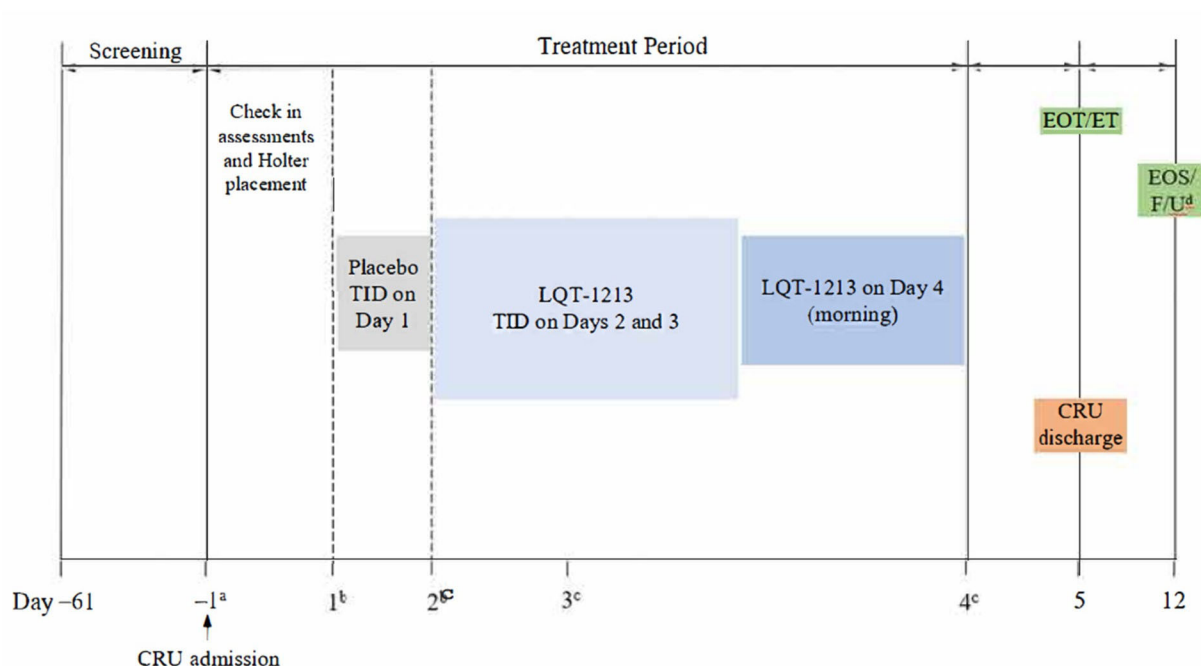 Screening
Treatment Period
Check in
assessments
and Holter
placement
EOT/ET
EOS/
F/Uᵈ
Placebo
TID on
Day 1
LQT-1213
TID on Days 2 and 3
LQT-1213 on Day 4
(morning)
CRU
discharge
Day –61 –1ᵃ 1ᵇ 2ᵇᶜ 3ᶜ 4ᶜ 5 12
CRU admission